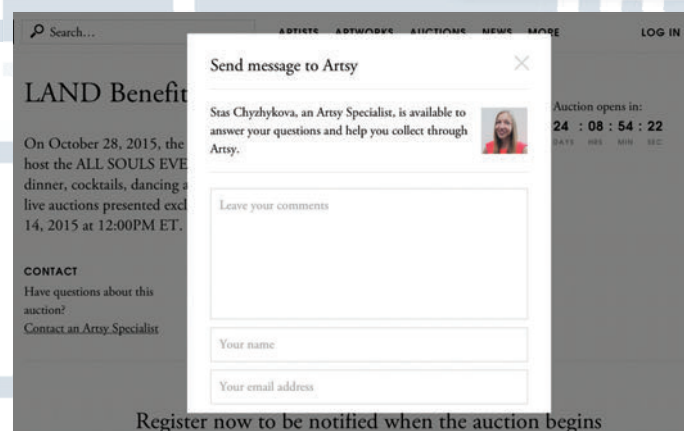 Search...
ARTISTS ARTWORKS AUCTIONS NEWS MORE
LOG IN
Send message to Artsy
LAND Benefit
Stas Chyzhykova, an Artsy Specialist, is available to
answer your questions and help you collect through
Artsy.
Auction opens in:
24 : 08 : 54 : 22
DAYS HRS MIN SEC
On October 28, 2015, the
host the ALL SOULS EVE
dinner, cocktails, dancing a
live auctions presented excl
14, 2015 at 12:00PM ET.
Leave your comments
CONTACT
Have questions about this
auction?
Contact an Artsy Specialist
Your name
Your email address
Register now to be notified when the auction begins